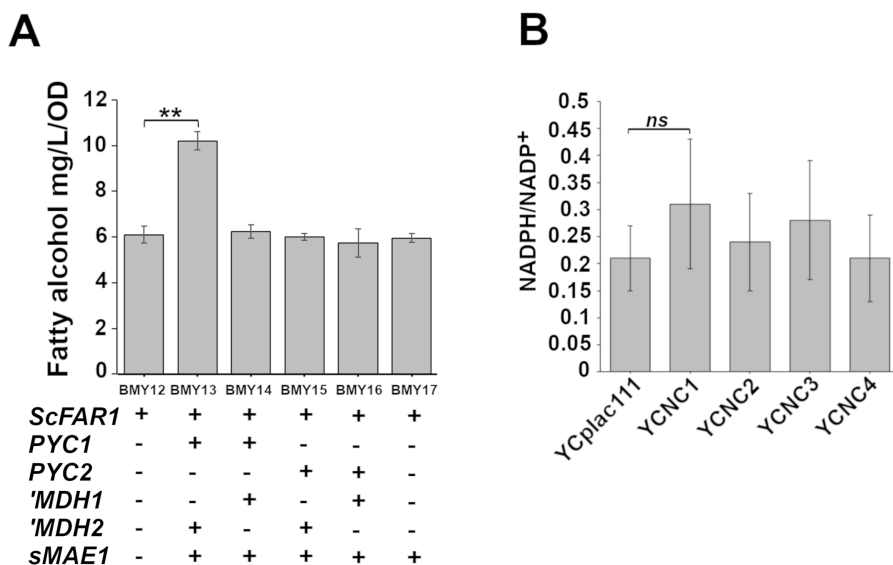 A
Fatty alcohol mg/L/OD
12
10
8
6
4
2
0
**
BMY12 BMY13 BMY14 BMY15 BMY16 BMY17
ScFAR1 + + + + + +
PYC1 - + + - - -
PYC2 - - - + + -
'MDH1 - - + - + -
'MDH2 - + - + - -
sMAE1 - + + + + +
B
NADPH/NADP+
0.5
0.45
0.4
0.35
0.3
0.25
0.2
0.15
0.1
0.05
0
ns
YCplac111 YCNC1 YCNC2 YCNC3 YCNC4